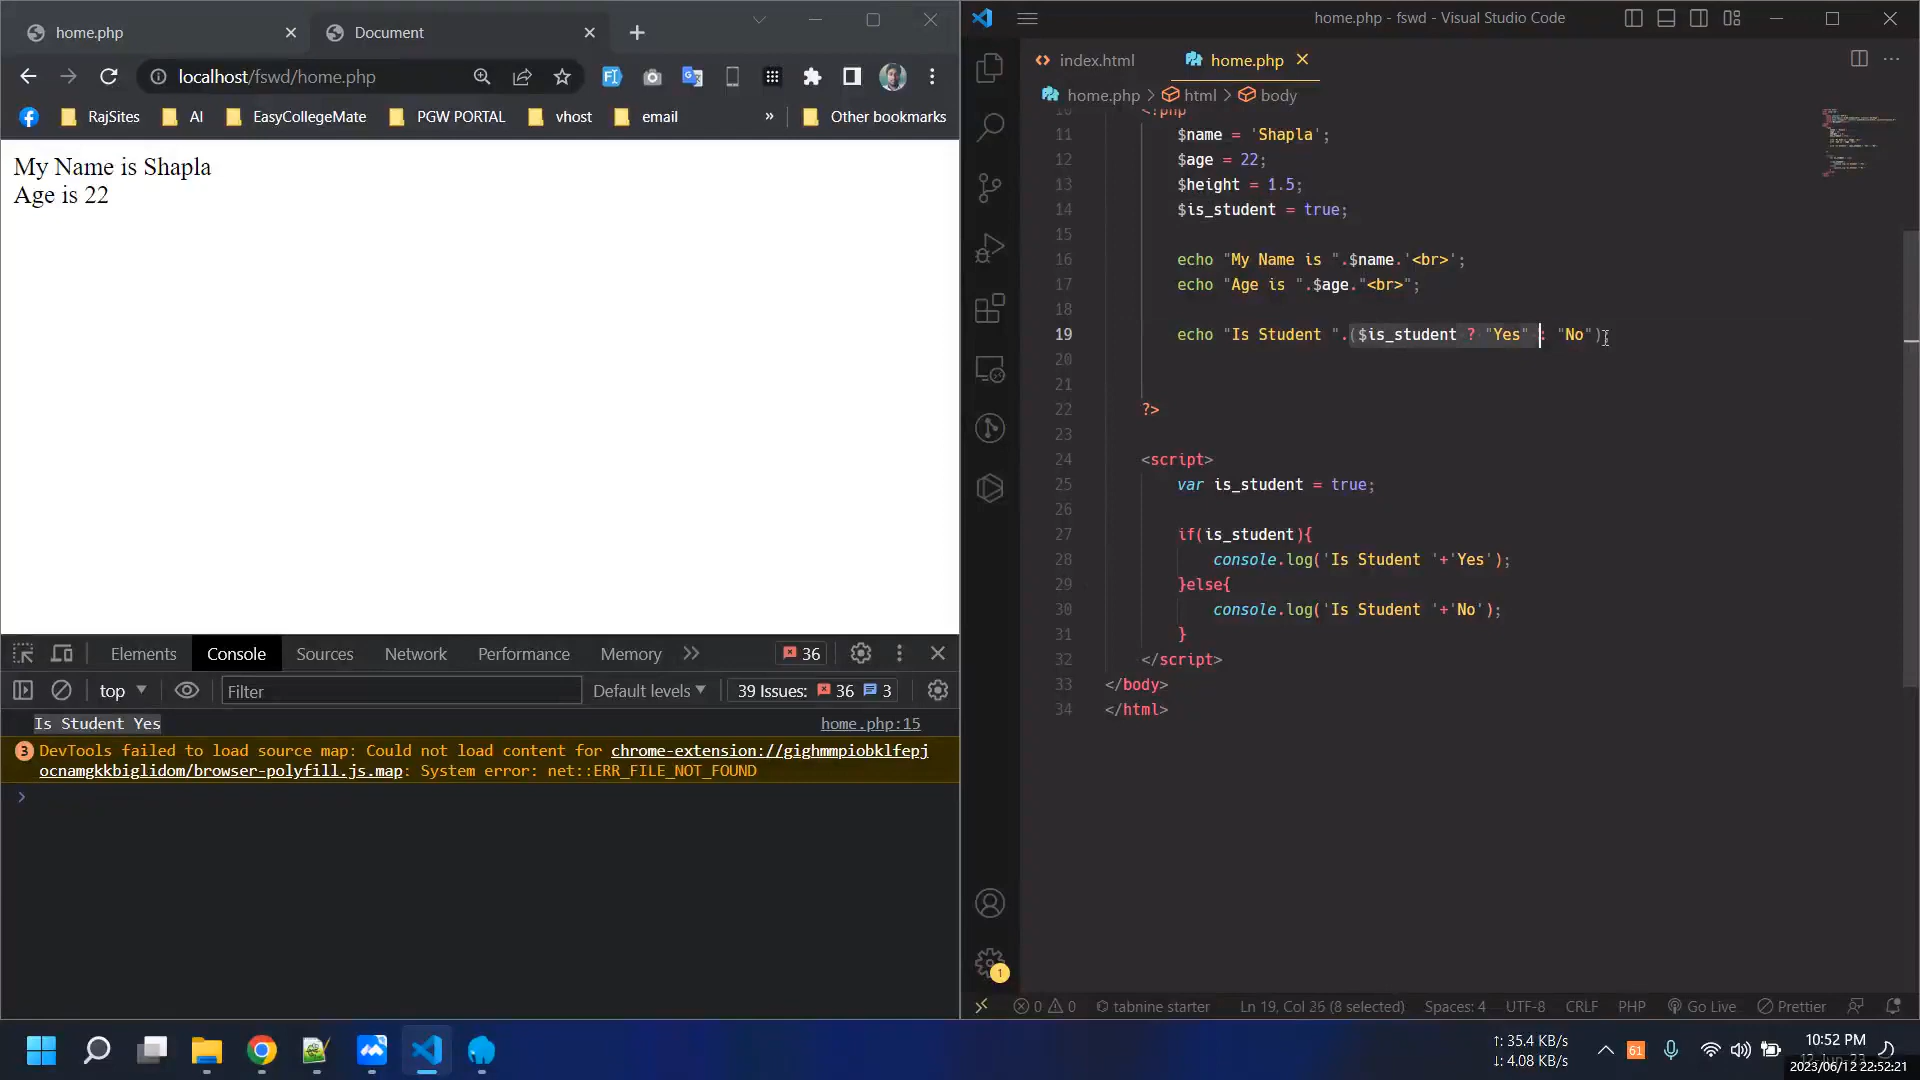 home.php
Document
localhost/fswd/home.php
RajSites
AI
EasyCollegeMate
PGW PORTAL
vhost
email
»
Other bookmarks
My Name is Shapla
Age is 22
Elements
Console
Sources
Network
Performance
Memory
36
top
Filter
Default levels
39 Issues: 36 3
Is Student Yes
home.php:15
3 DevTools failed to load source map: Could not load content for chrome-extension://gighmmpiobklfepj
ocnamgkkbiglidom/browser-polyfill.js.map: System error: net::ERR_FILE_NOT_FOUND
home.php - fswd - Visual Studio Code
index.html
home.php
home.php > html > body
10 <?php
11 $name = 'Shapla';
12 $age = 22;
13 $height = 1.5;
14 $is_student = true;
15
16 echo "My Name is ".$name.'<br>';
17 echo "Age is ".$age."<br>";
18
19 echo "Is Student ".($is_student ? "Yes" : "No");
20
21
22 ?>
23
24 <script>
25 var is_student = true;
26
27 if(is_student){
28 console.log('Is Student '+'Yes');
29 }else{
30 console.log('Is Student '+'No');
31 }
32 </script>
33 </body>
34 </html>
1
0 0
tabnine starter
Ln 19, Col 36 (8 selected)
Spaces: 4
UTF-8
CRLF
PHP
Go Live
Prettier
↑: 35.4 KB/s
↓: 4.08 KB/s
61
10:52 PM
12-Jun-23
2023/06/12 22:52:21